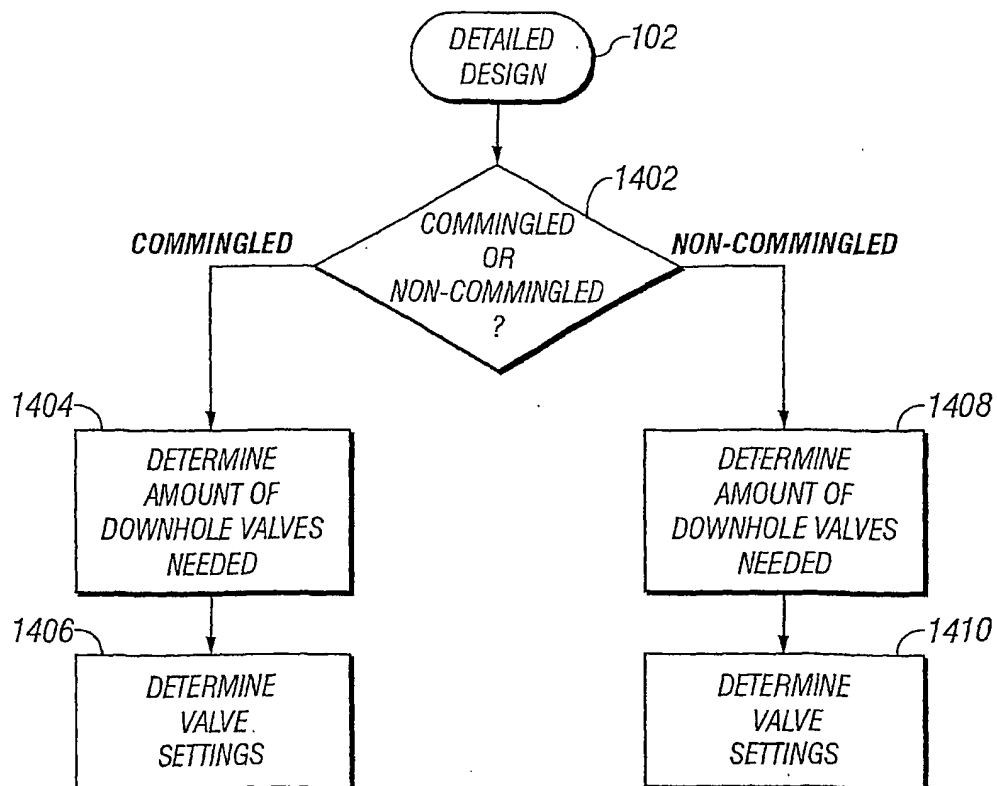 DETAILED
DESIGN
102
1402
COMMINGLED
OR
NON-COMMINGLED
?
COMMINGLED
NON-COMMINGLED
1404
DETERMINE
AMOUNT OF
DOWNHOLE VALVES
NEEDED
1408
DETERMINE
AMOUNT OF
DOWNHOLE VALVES
NEEDED
1406
DETERMINE
VALVE
SETTINGS
1410
DETERMINE
VALVE
SETTINGS